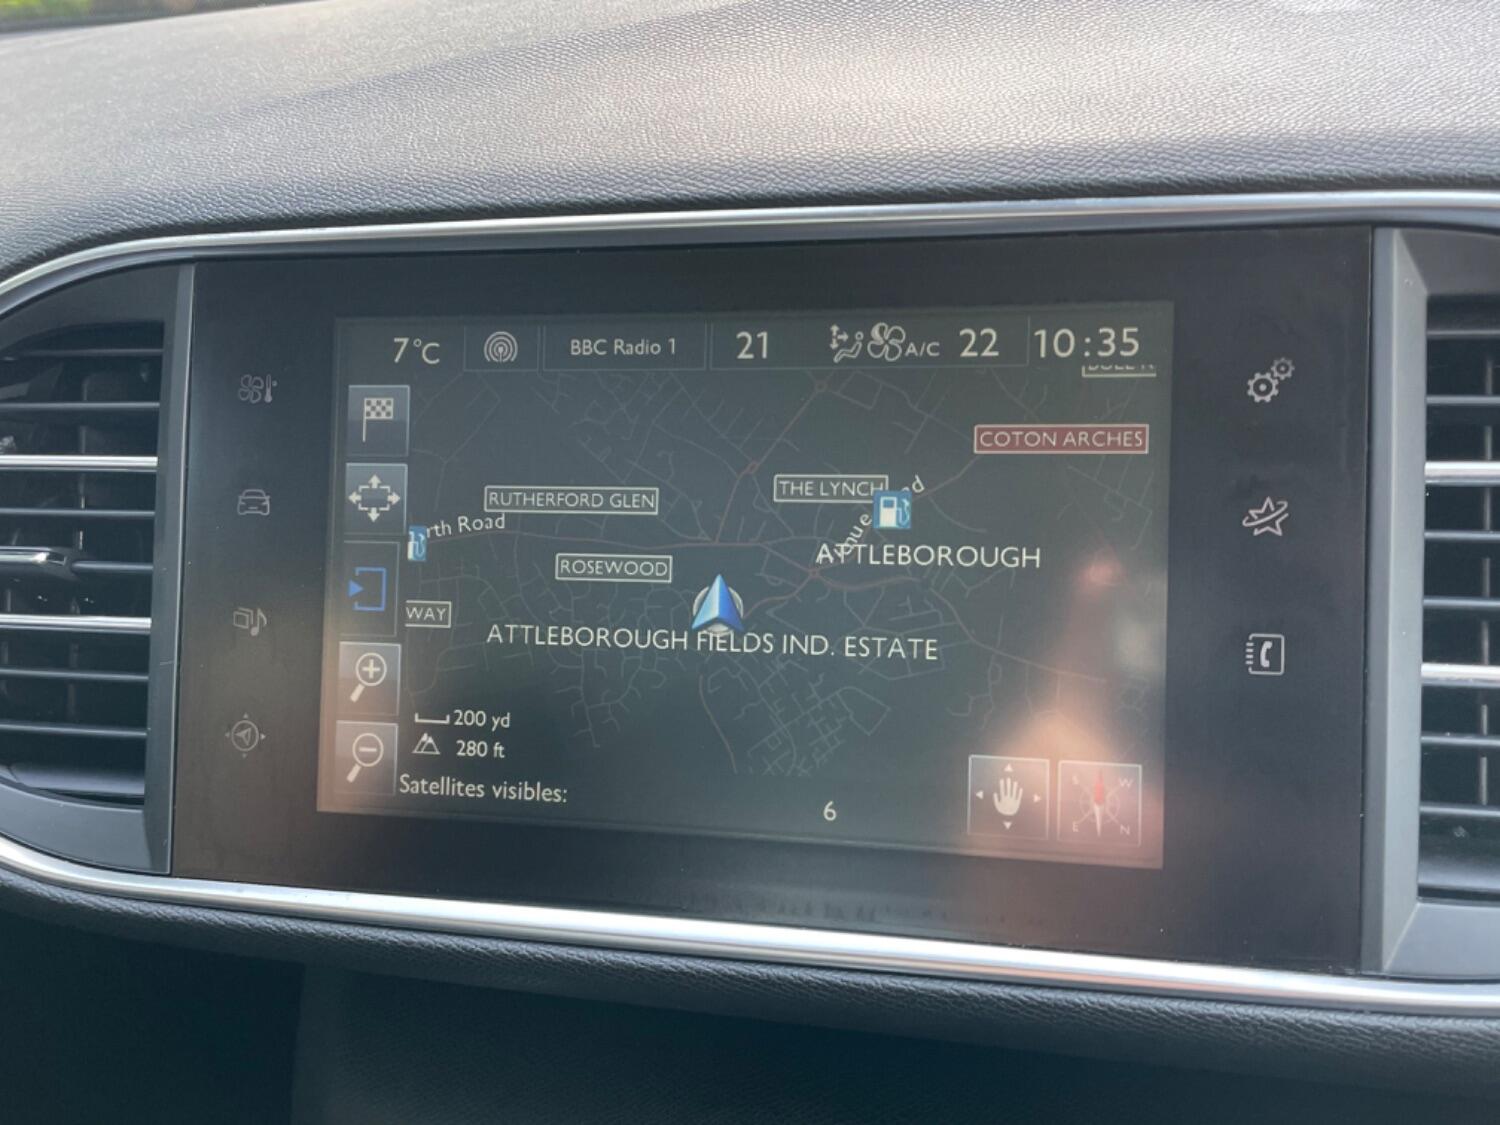 7°C
BBC Radio 1
21
A/C
22
10:35
COTON ARCHES
THE LYNCH
RUTHERFORD GLEN
rth Road
ATTLEBOROUGH
ROSEWOOD
WAY
ATTLEBOROUGH FIELDS IND. ESTATE
200 yd
280 ft
Satellites visibles:
6
S W
E N